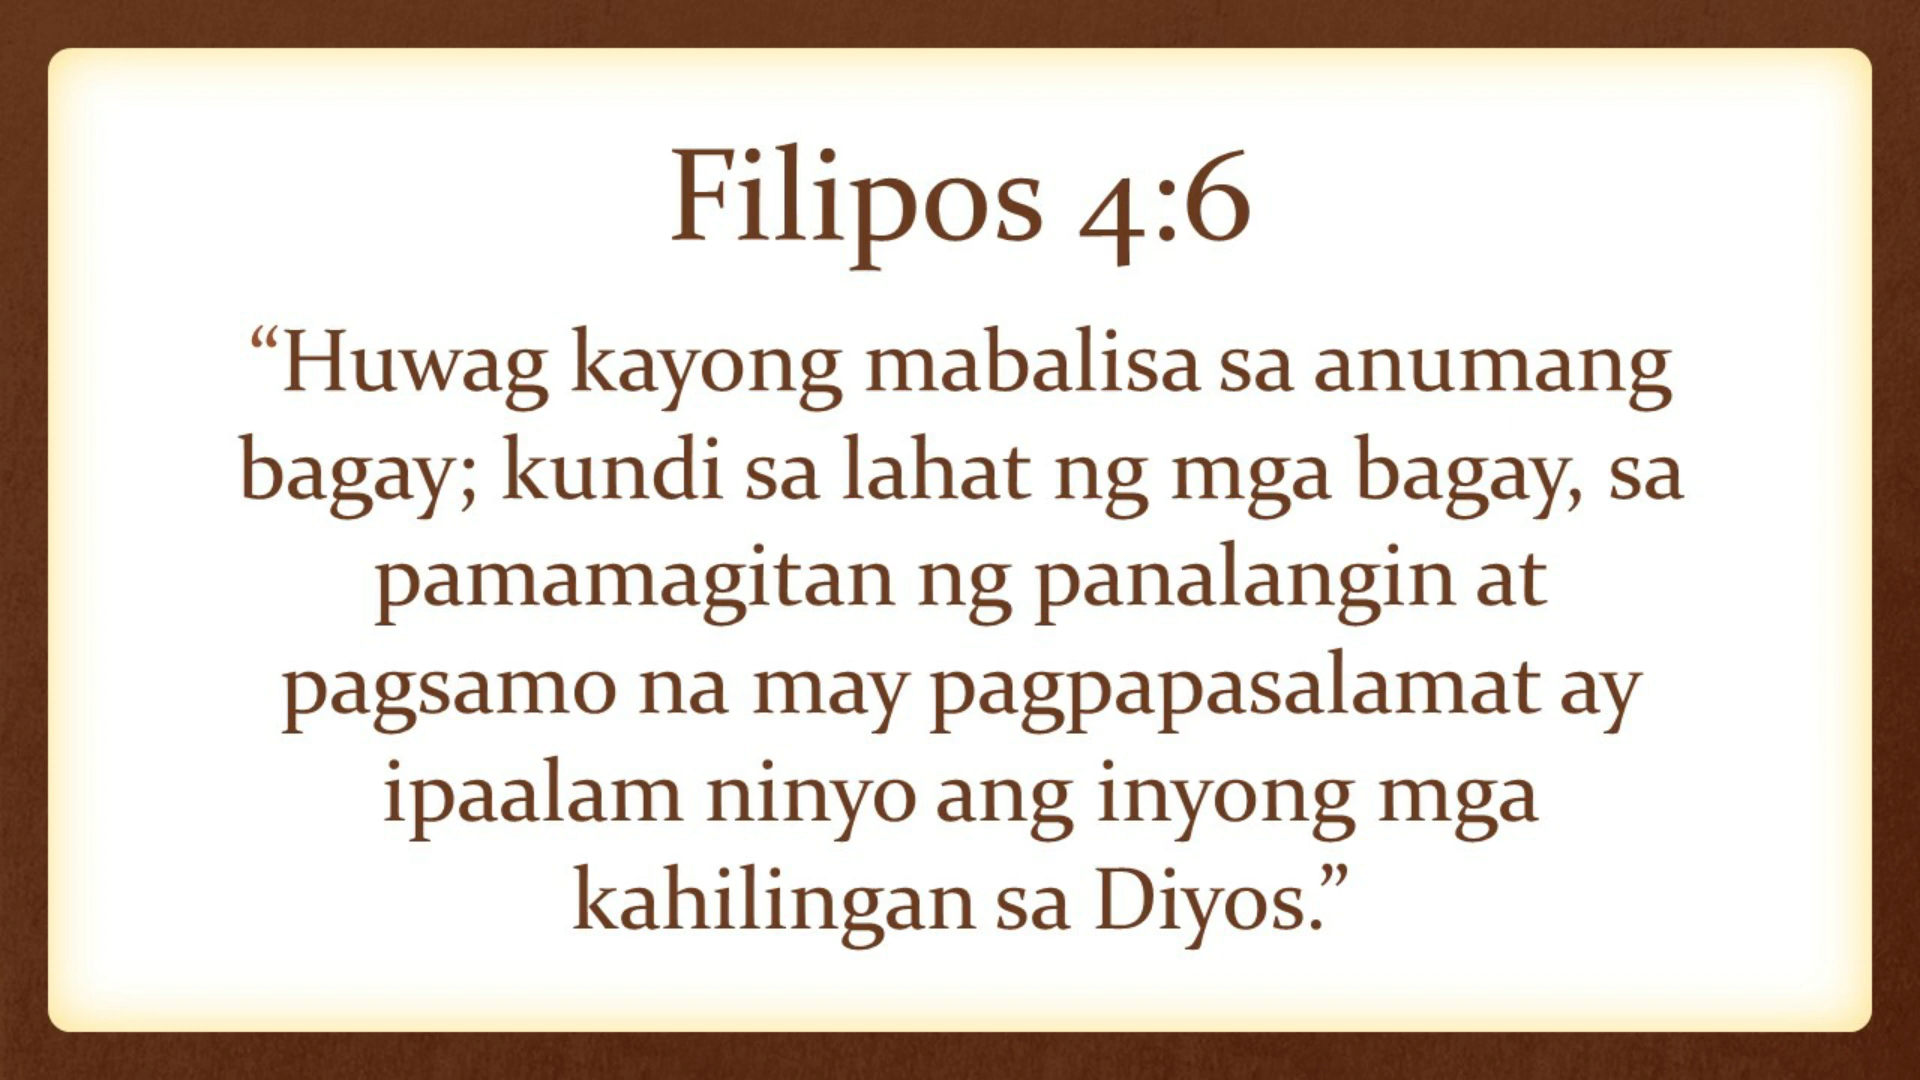 Filipos 4:6
“Huwag kayong mabalisa sa anumang
bagay; kundi sa lahat ng mga bagay, sa
pamamagitan ng panalangin at
pagsamo na may pagpapasalamat ay
ipaalam ninyo ang inyong mga
kahilingan sa Diyos.”